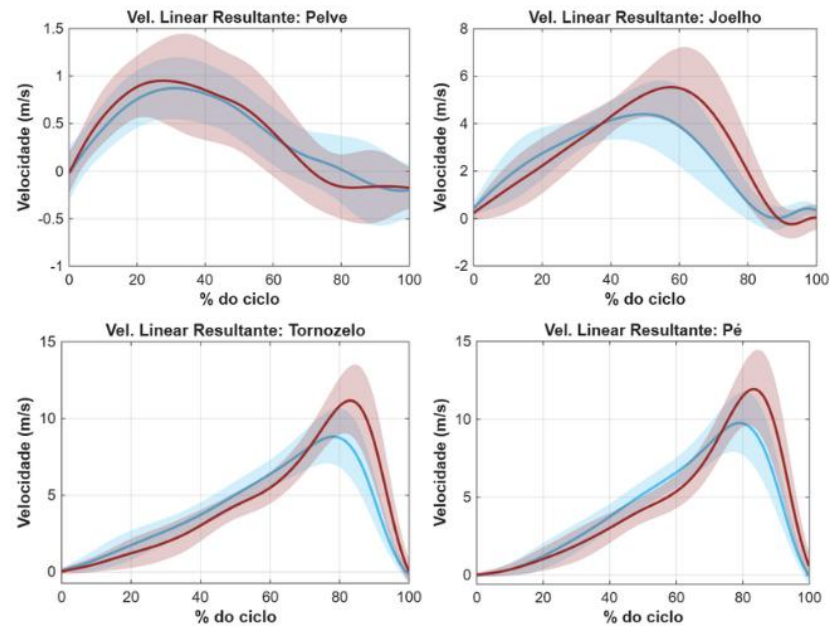 Vel. Linear Resultante: Pelve
1.5
1
0.5
0
-0.5
-1
Velocidade (m/s)
0 20 40 60 80 100
% do ciclo
Vel. Linear Resultante: Joelho
8
6
4
2
0
-2
Velocidade (m/s)
0 20 40 60 80 100
% do ciclo
Vel. Linear Resultante: Tornozelo
15
10
5
0
Velocidade (m/s)
0 20 40 60 80 100
% do ciclo
Vel. Linear Resultante: Pé
15
10
5
0
Velocidade (m/s)
0 20 40 60 80 100
% do ciclo